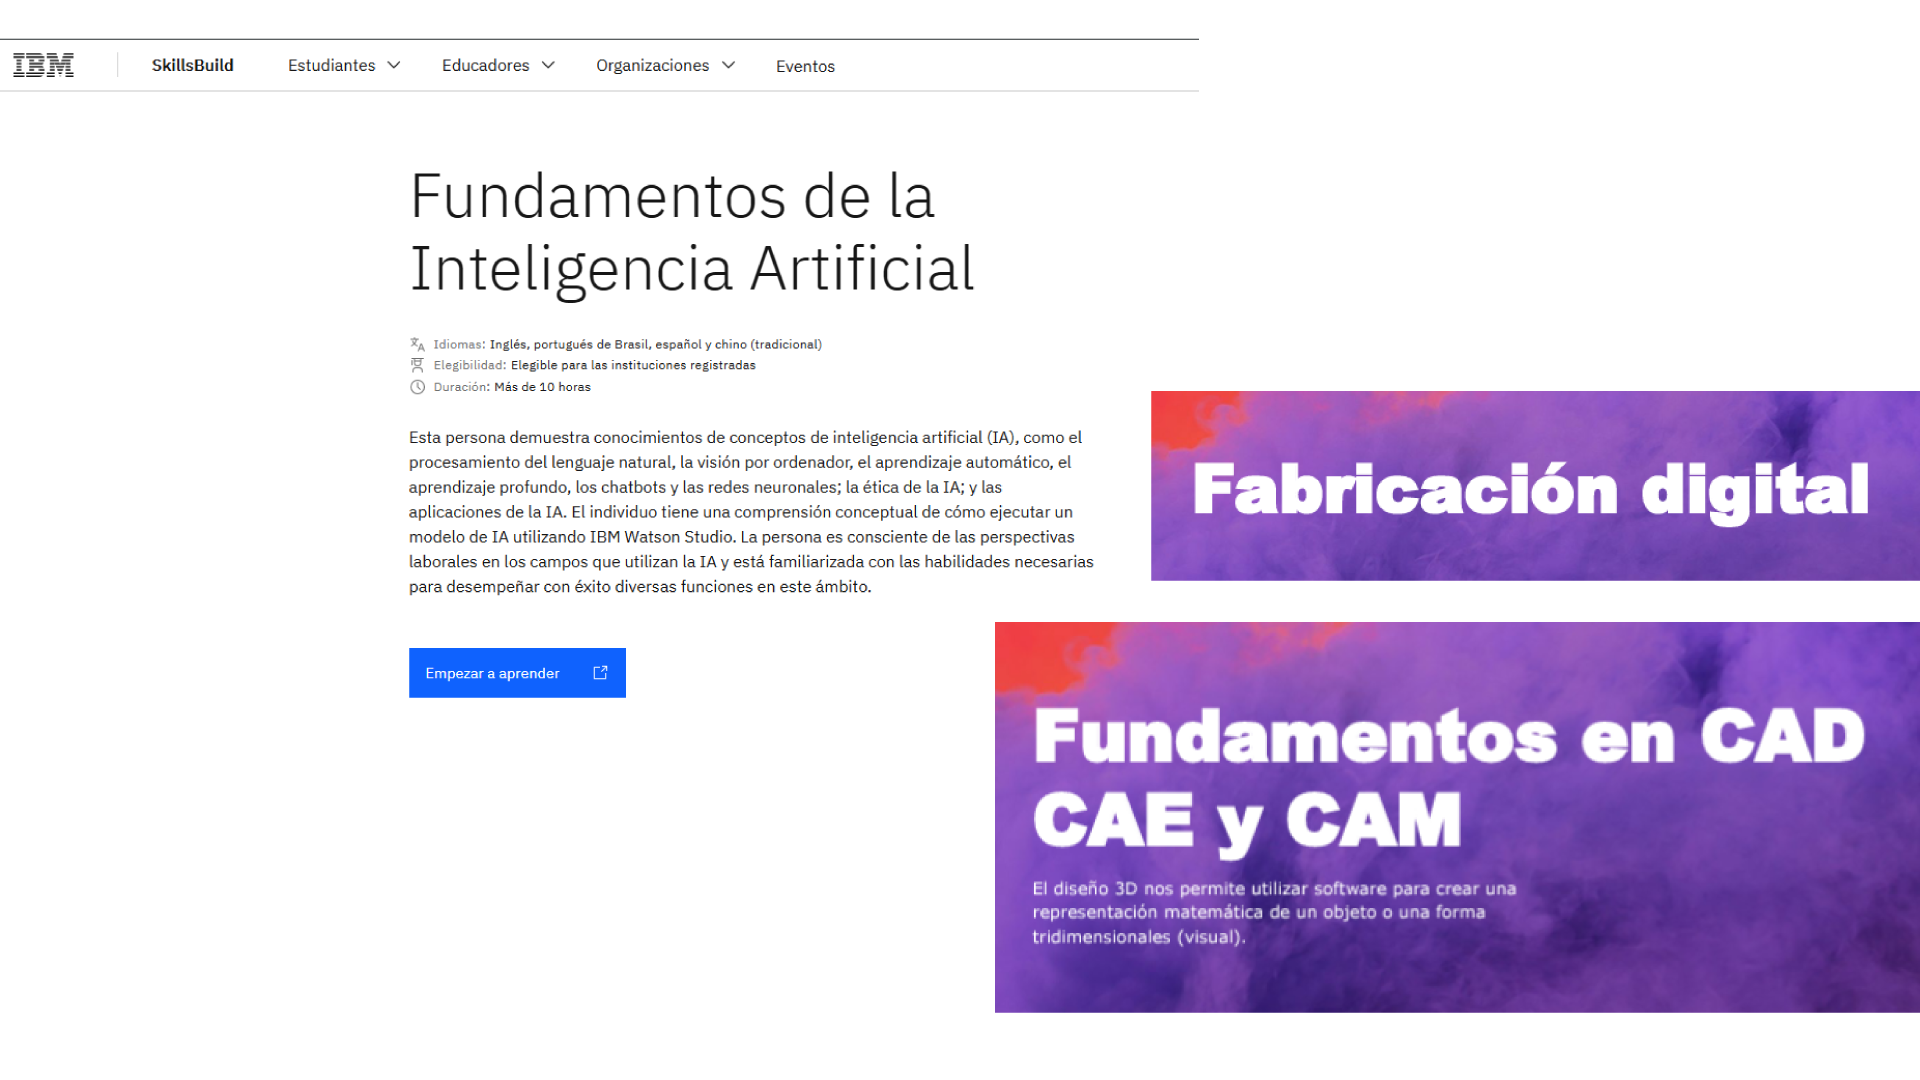 IBM SkillsBuild Estudiantes Educadores Organizaciones Eventos
Fundamentos de la
Inteligencia Artificial
Idiomas: Inglés, portugués de Brasil, español y chino (tradicional)
Elegibilidad: Elegible para las instituciones registradas
Duración: Más de 10 horas
Esta persona demuestra conocimientos de conceptos de inteligencia artificial (IA), como el
procesamiento del lenguaje natural, la visión por ordenador, el aprendizaje automático, el
aprendizaje profundo, los chatbots y las redes neuronales; la ética de la IA; y las
aplicaciones de la IA. El individuo tiene una comprensión conceptual de cómo ejecutar un
modelo de IA utilizando IBM Watson Studio. La persona es consciente de las perspectivas
laborales en los campos que utilizan la IA y está familiarizada con las habilidades necesarias
para desempeñar con éxito diversas funciones en este ámbito.
Empezar a aprender
Fabricación digital
Fundamentos en CAD
CAE y CAM
El diseño 3D nos permite utilizar software para crear una
representación matemática de un objeto o una forma
tridimensionales (visual).